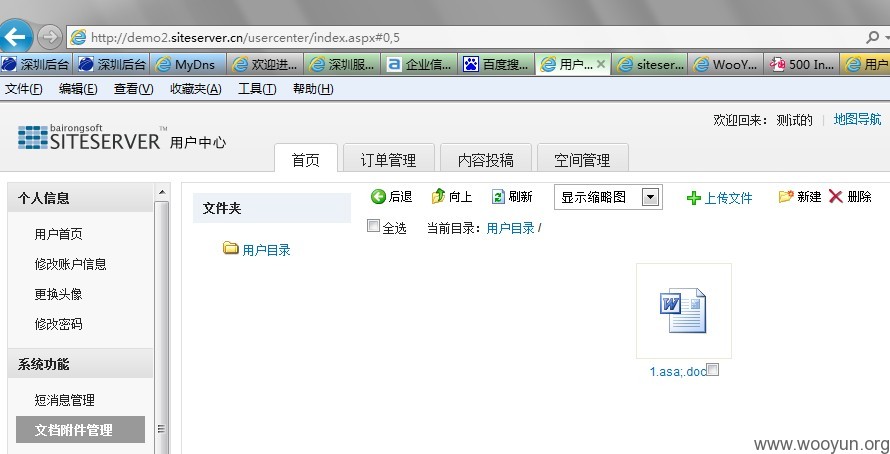 http://demo2.siteserver.cn/usercenter/index.aspx#0,5
深圳后台 深圳后台 MyDns 欢迎进... 深圳服... 企业信... 百度搜... 用户... siteser... WooY... 500 In... 用户
文件(F) 编辑(E) 查看(V) 收藏夹(A) 工具(T) 帮助(H)
欢迎回来: 测试的 | 地图导航
bairongsoft
SITESERVER™ 用户中心
首页 订单管理 内容投稿 空间管理
个人信息
用户首页
修改账户信息
更换头像
修改密码
系统功能
短消息管理
文档附件管理
文件夹
用户目录
后退 向上 刷新 显示缩略图 上传文件 新建 删除
全选 当前目录: 用户目录 /
1.asa;.doc
www.wooyun.org